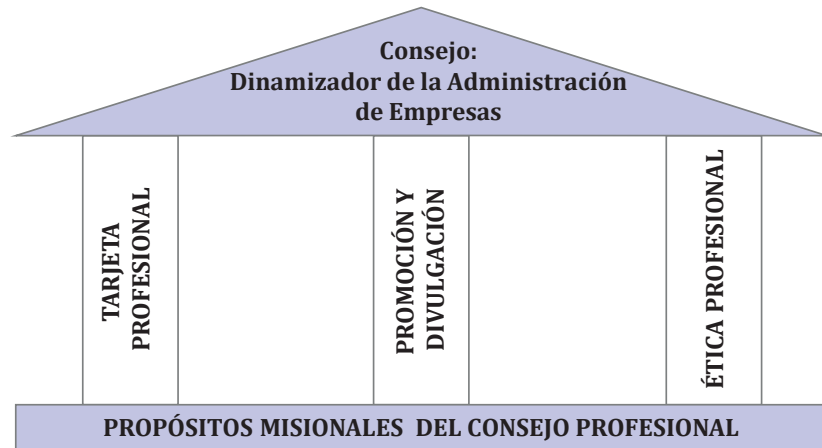 Consejo:
Dinamizador de la Administración
de Empresas
TARJETA
PROFESIONAL
PROMOCIÓN Y
DIVULGACIÓN
ÉTICA PROFESIONAL
PROPÓSITOS MISIONALES DEL CONSEJO PROFESIONAL